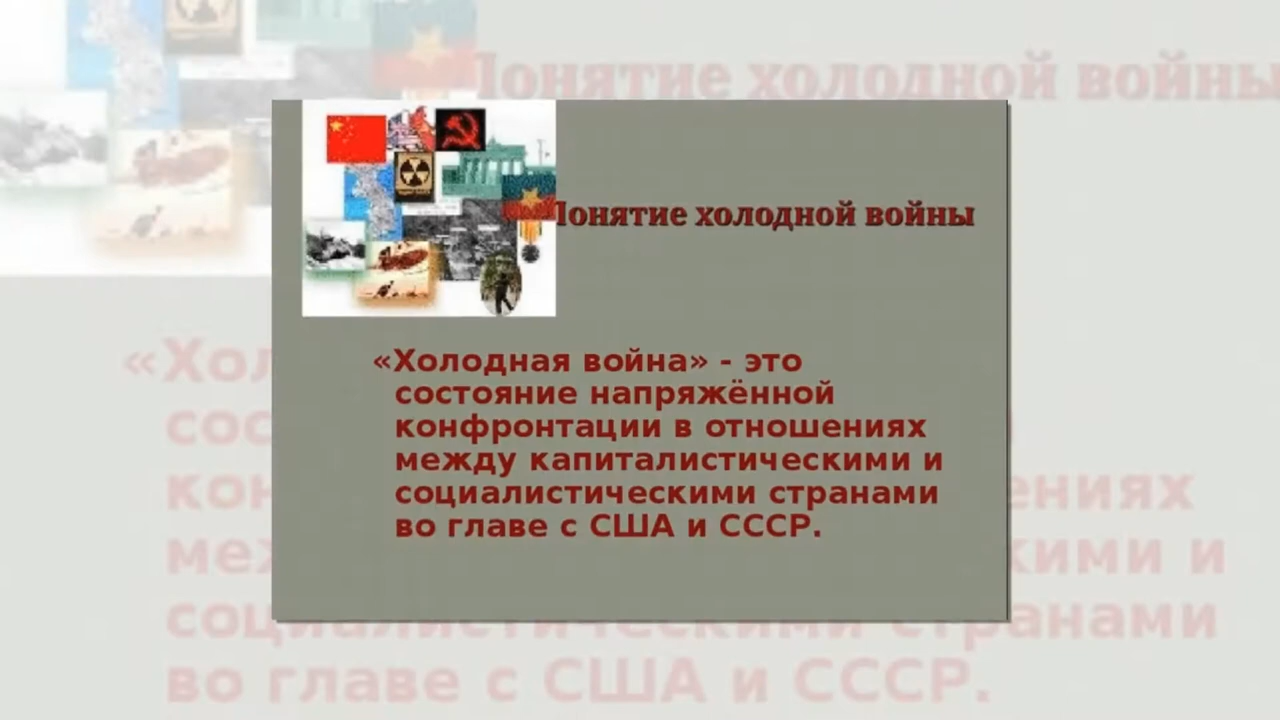 Понятие холодной войны
«Холодная война» - это
состояние напряжённой
конфронтации в отношениях
между капиталистическими и
социалистическими странами
во главе с США и СССР.